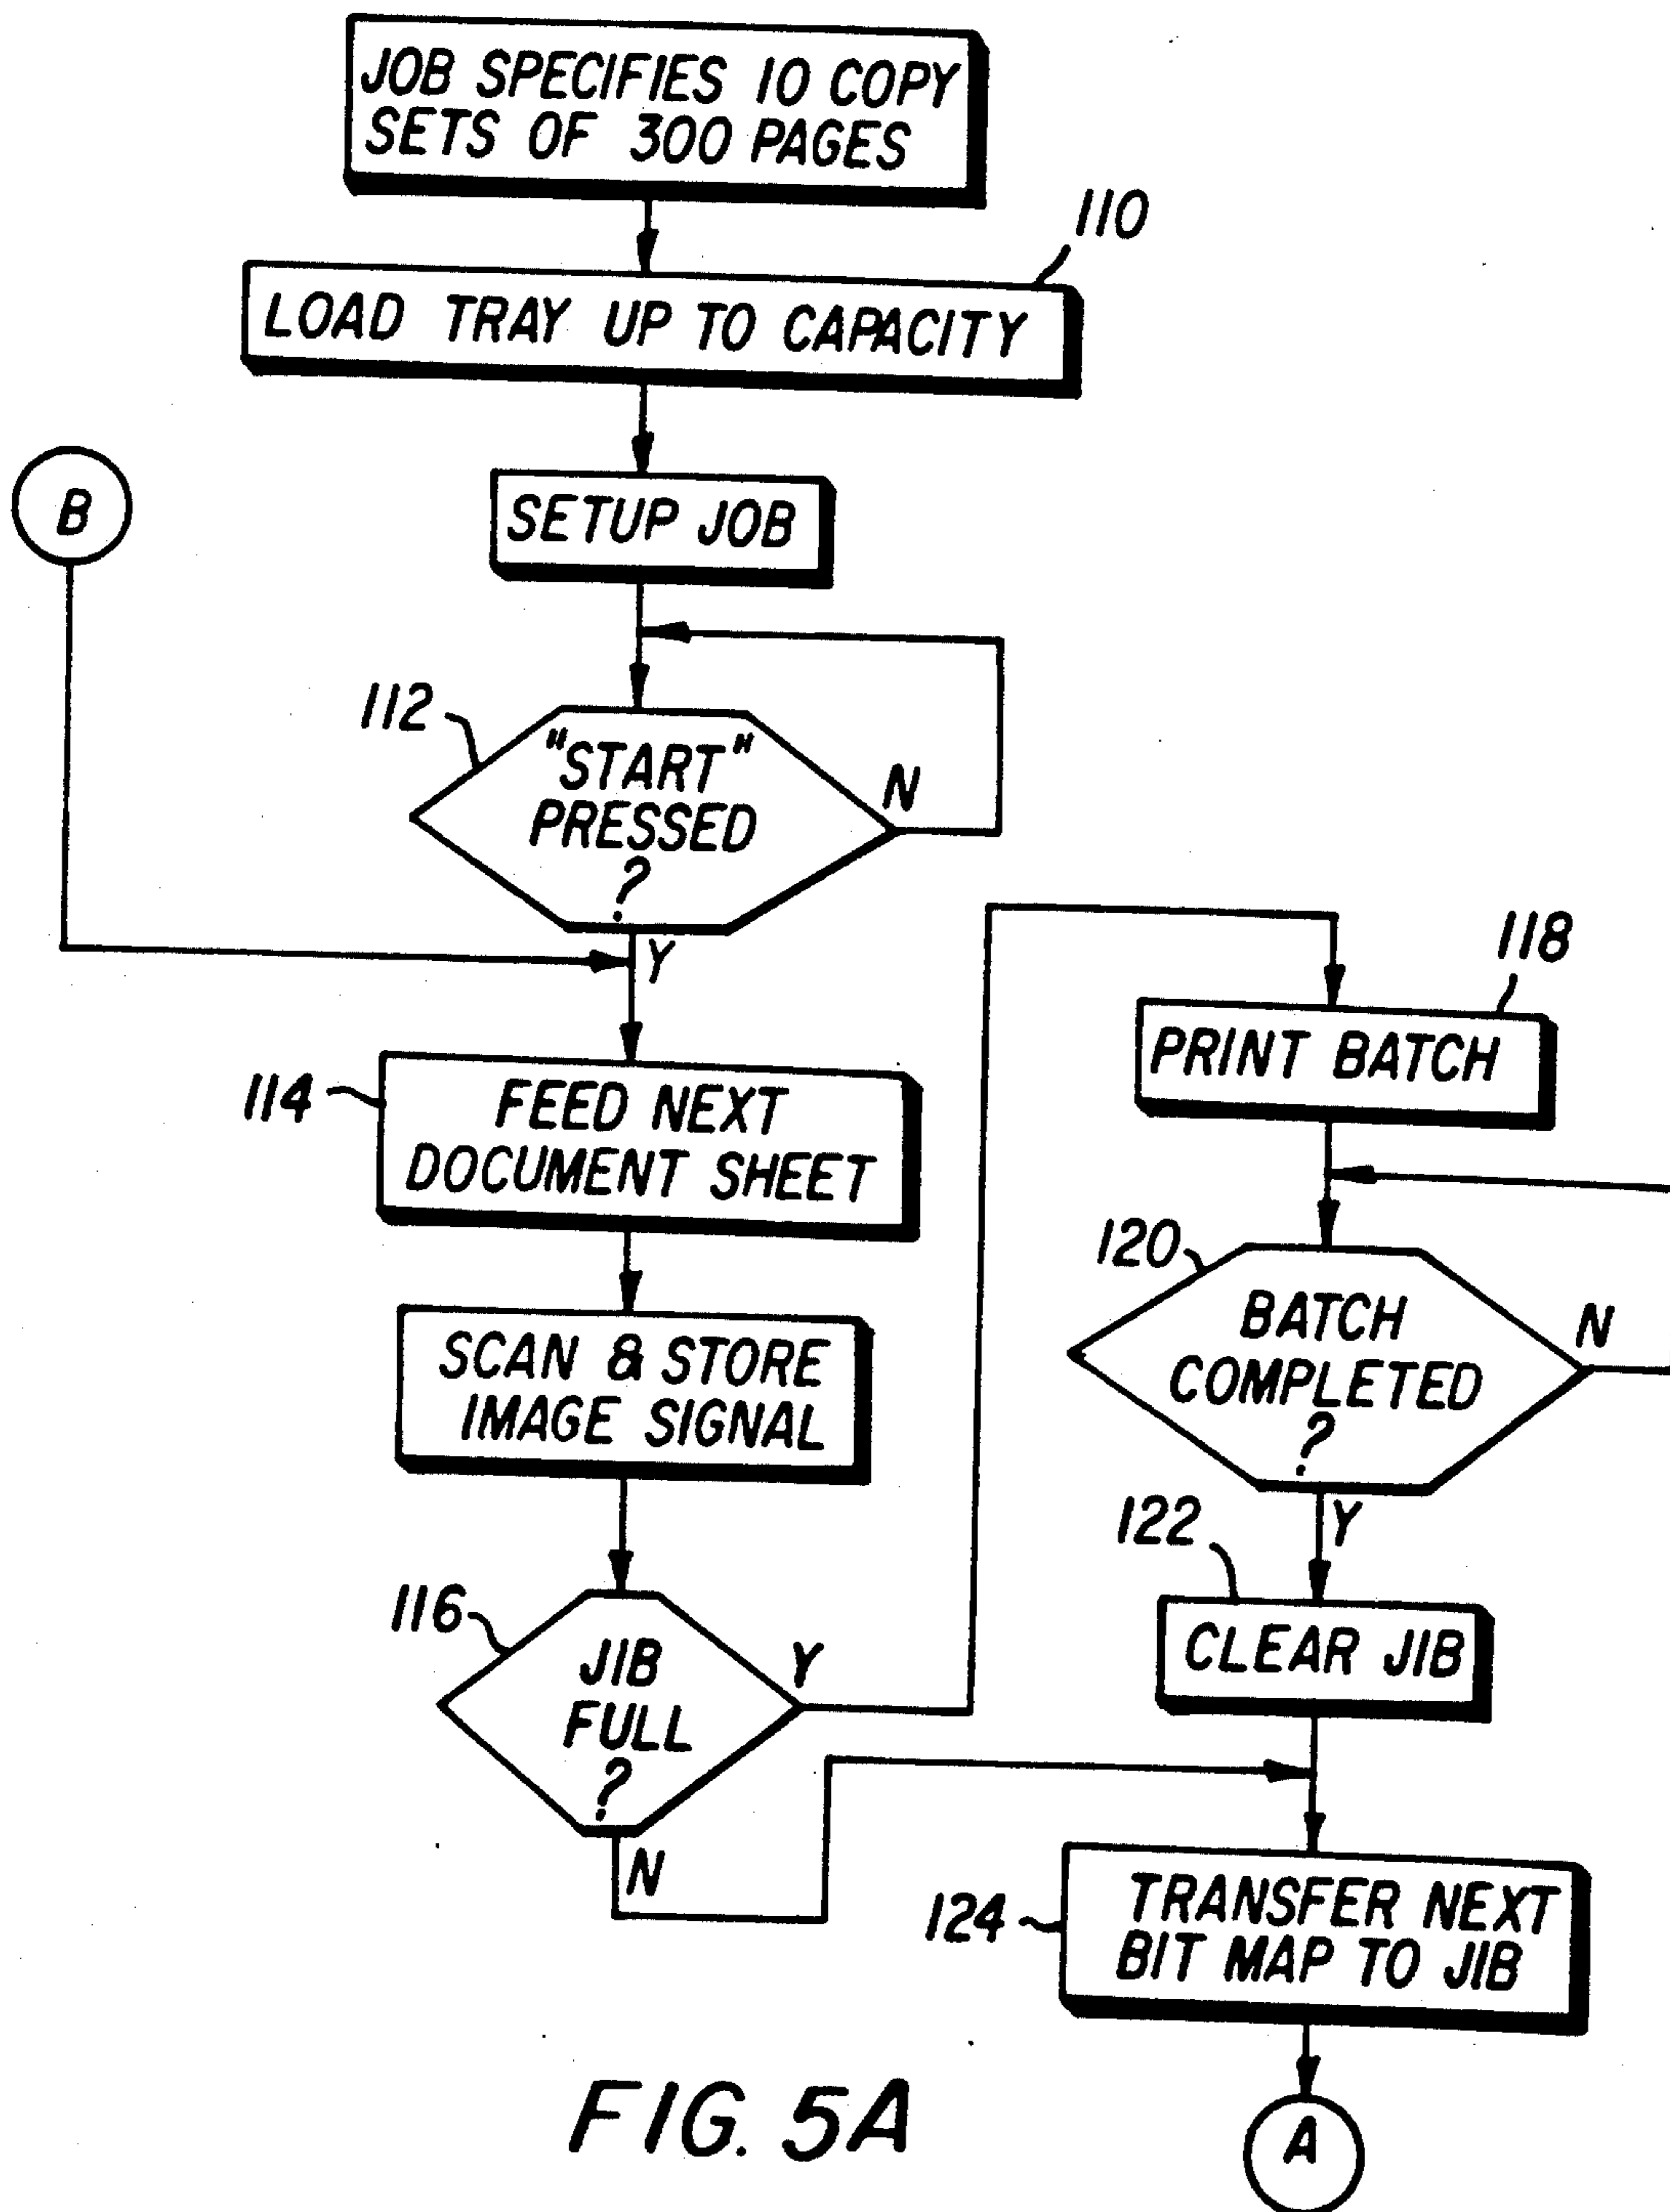 JOB SPECIFIES 10 COPY
SETS OF 300 PAGES
110
LOAD TRAY UP TO CAPACITY
B
SETUP JOB
112
"START"
PRESSED
?
N
Y
114
FEED NEXT
DOCUMENT SHEET
SCAN & STORE
IMAGE SIGNAL
116
JIB
FULL
?
Y
N
118
PRINT BATCH
120
BATCH
COMPLETED
?
N
Y
122
CLEAR JIB
124
TRANSFER NEXT
BIT MAP TO JIB
A
FIG. 5A